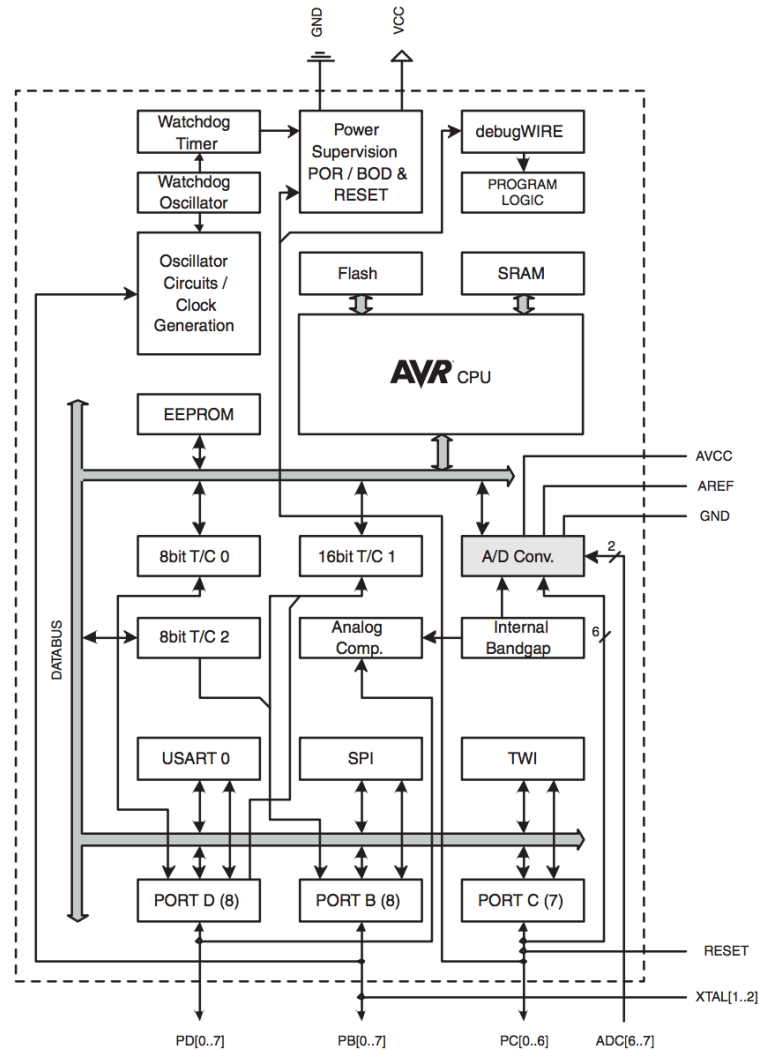 GND
VCC
Watchdog
Timer
Power
Supervision
POR / BOD &
RESET
debugWIRE
Watchdog
Oscillator
PROGRAM
LOGIC
Oscillator
Circuits /
Clock
Generation
Flash
SRAM
AVR CPU
EEPROM
AVCC
AREF
GND
8bit T/C 0
16bit T/C 1
A/D Conv.
2
DATABUS
8bit T/C 2
Analog
Comp.
Internal
Bandgap
6
USART 0
SPI
TWI
PORT D (8)
PORT B (8)
PORT C (7)
RESET
XTAL[1..2]
PD[0..7]
PB[0..7]
PC[0..6]
ADC[6..7]